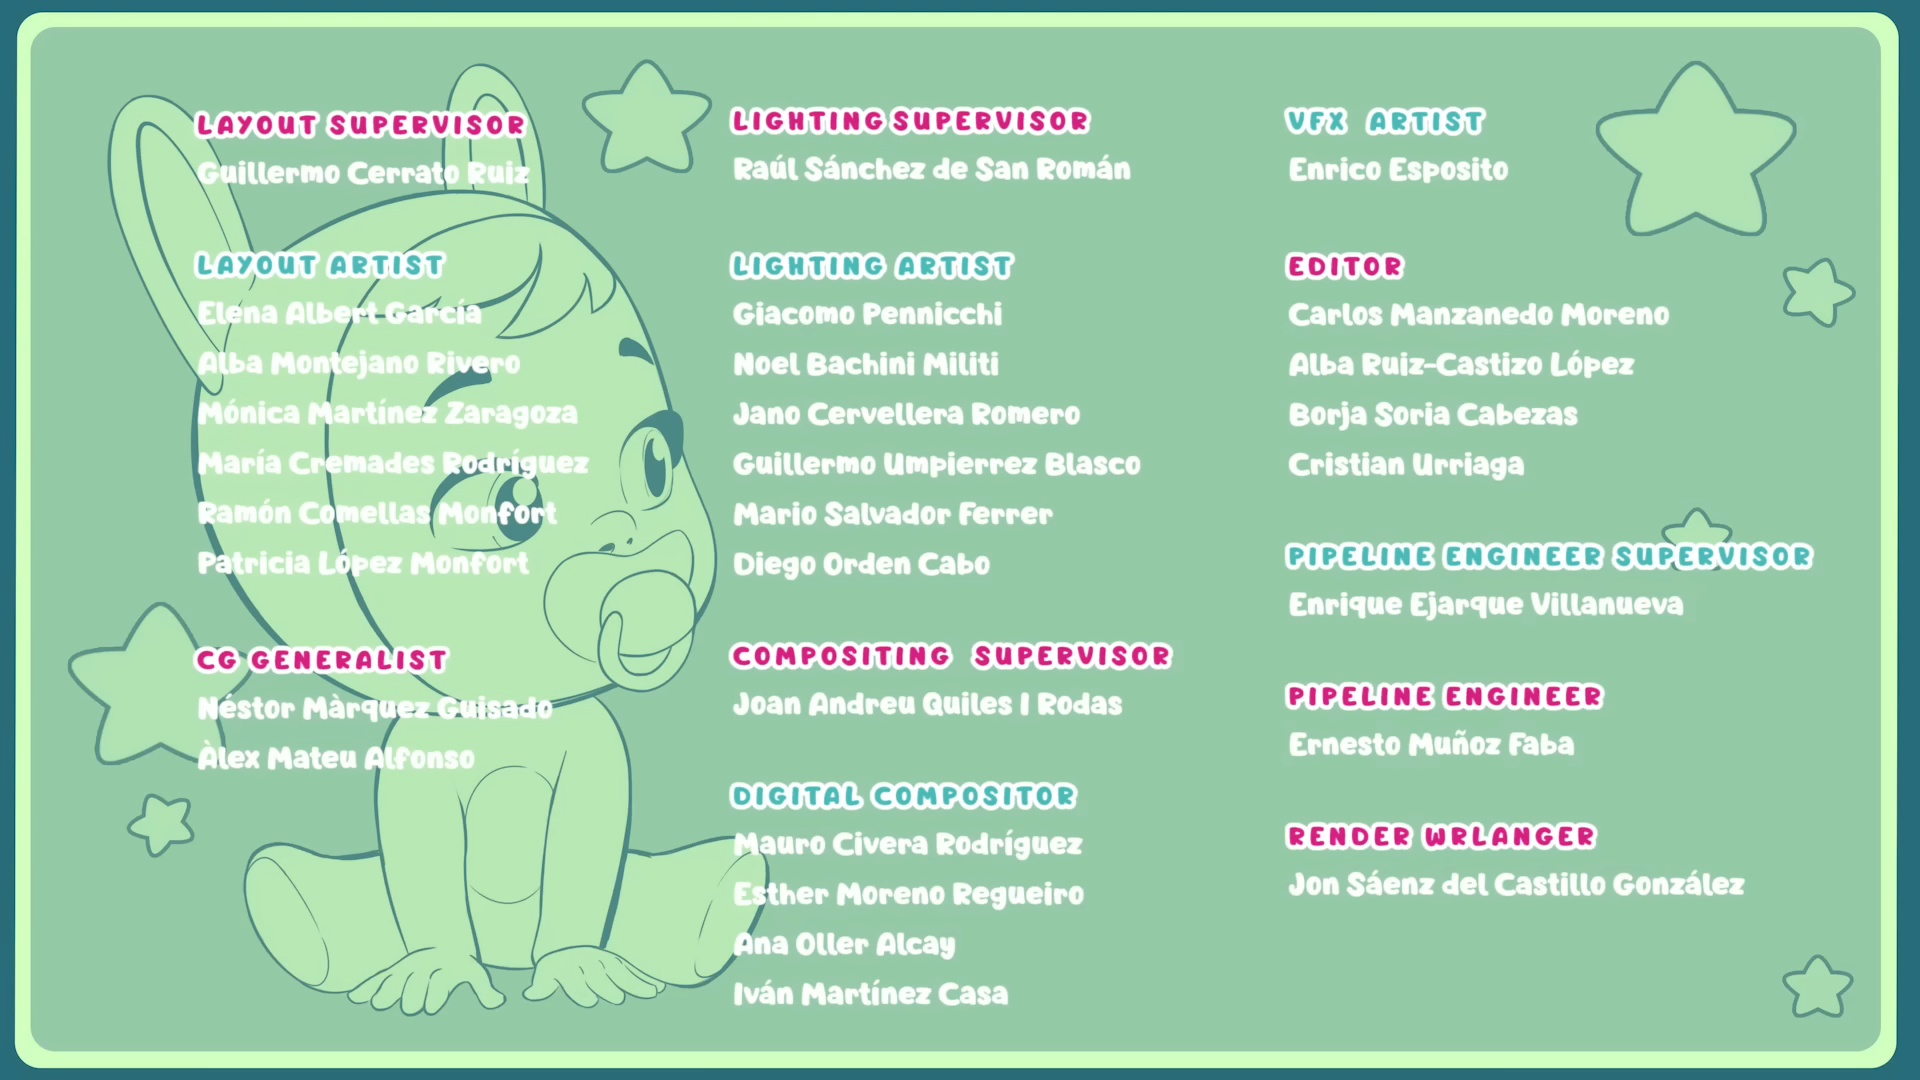 LAYOUT SUPERVISOR
Guillermo Cerrato Ruiz
LAYOUT ARTIST
Elena Albert García
Alba Montejano Rivero
Mónica Martínez Zaragoza
María Cremades Rodríguez
Ramón Comellas Monfort
Patricia López Monfort
CG GENERALIST
Néstor Màrquez Guisado
Àlex Mateu Alfonso
LIGHTING SUPERVISOR
Raúl Sánchez de San Román
LIGHTING ARTIST
Giacomo Pennicchi
Noel Bachini Militi
Jano Cervellera Romero
Guillermo Umpierrez Blasco
Mario Salvador Ferrer
Diego Orden Cabo
COMPOSITING SUPERVISOR
Joan Andreu Quiles I Rodas
DIGITAL COMPOSITOR
Mauro Civera Rodríguez
Esther Moreno Regueiro
Ana Oller Alcay
Iván Martínez Casa
VFX ARTIST
Enrico Esposito
EDITOR
Carlos Manzanedo Moreno
Alba Ruiz-Castizo López
Borja Soria Cabezas
Cristian Urriaga
PIPELINE ENGINEER SUPERVISOR
Enrique Ejarque Villanueva
PIPELINE ENGINEER
Ernesto Muñoz Faba
RENDER WRLANGER
Jon Sáenz del Castillo González